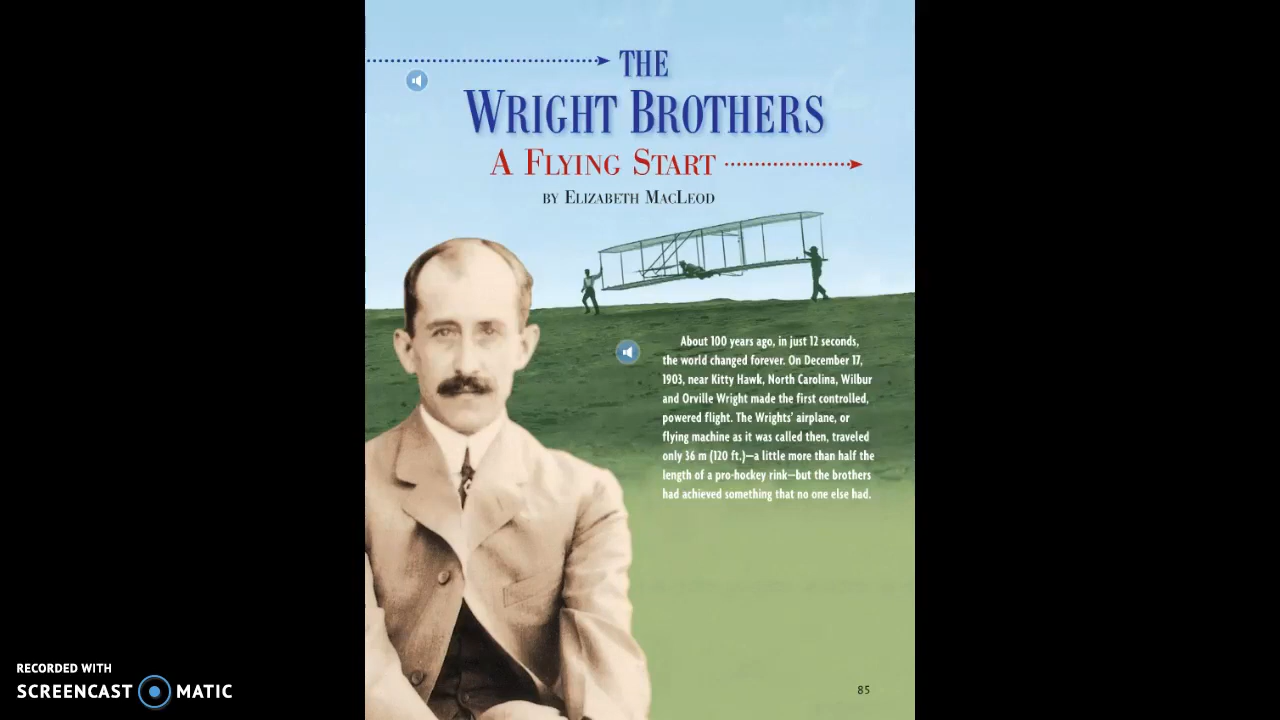 THE
WRIGHT BROTHERS
A FLYING START
BY ELIZABETH MACLEOD
About 100 years ago, in just 12 seconds,
the world changed forever. On December 17,
1903, near Kitty Hawk, North Carolina, Wilbur
and Orville Wright made the first controlled,
powered flight. The Wrights' airplane, or
flying machine as it was called then, traveled
only 36 m (120 ft.)—a little more than half the
length of a pro-hockey rink—but the brothers
had achieved something that no one else had.
85
RECORDED WITH
SCREENCAST MATIC